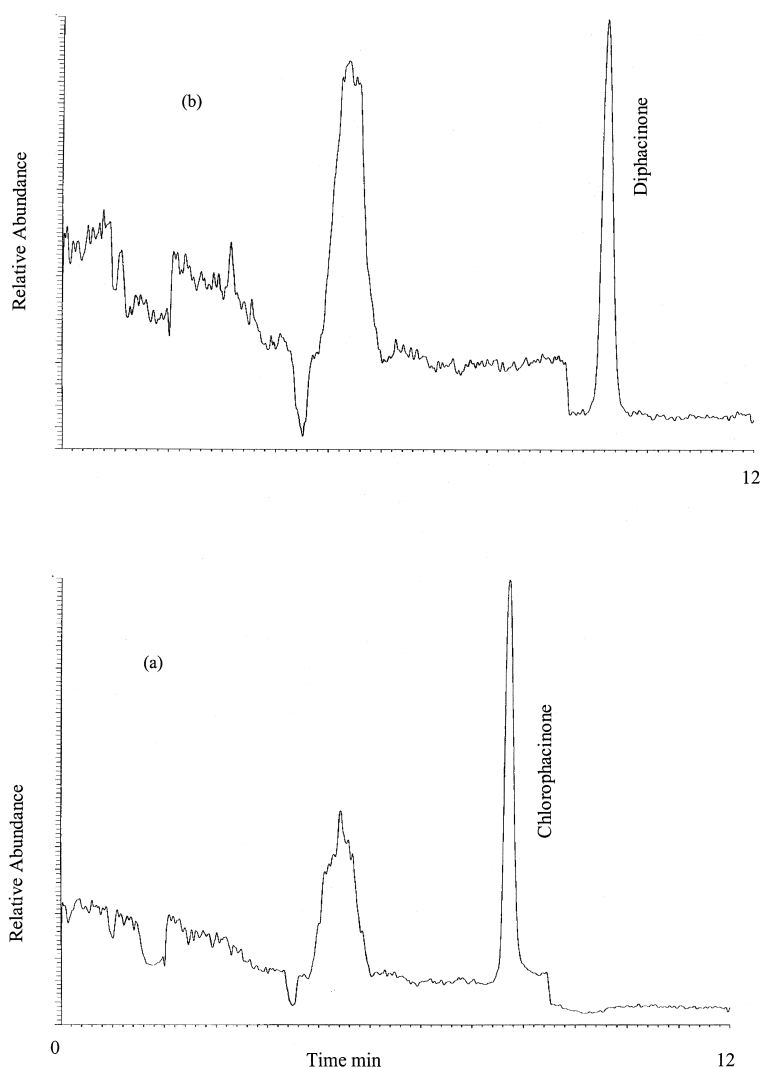 (b)
Relative Abundance
Diphacinone
12
(a)
Relative Abundance
Chlorophacinone
0
Time min
12